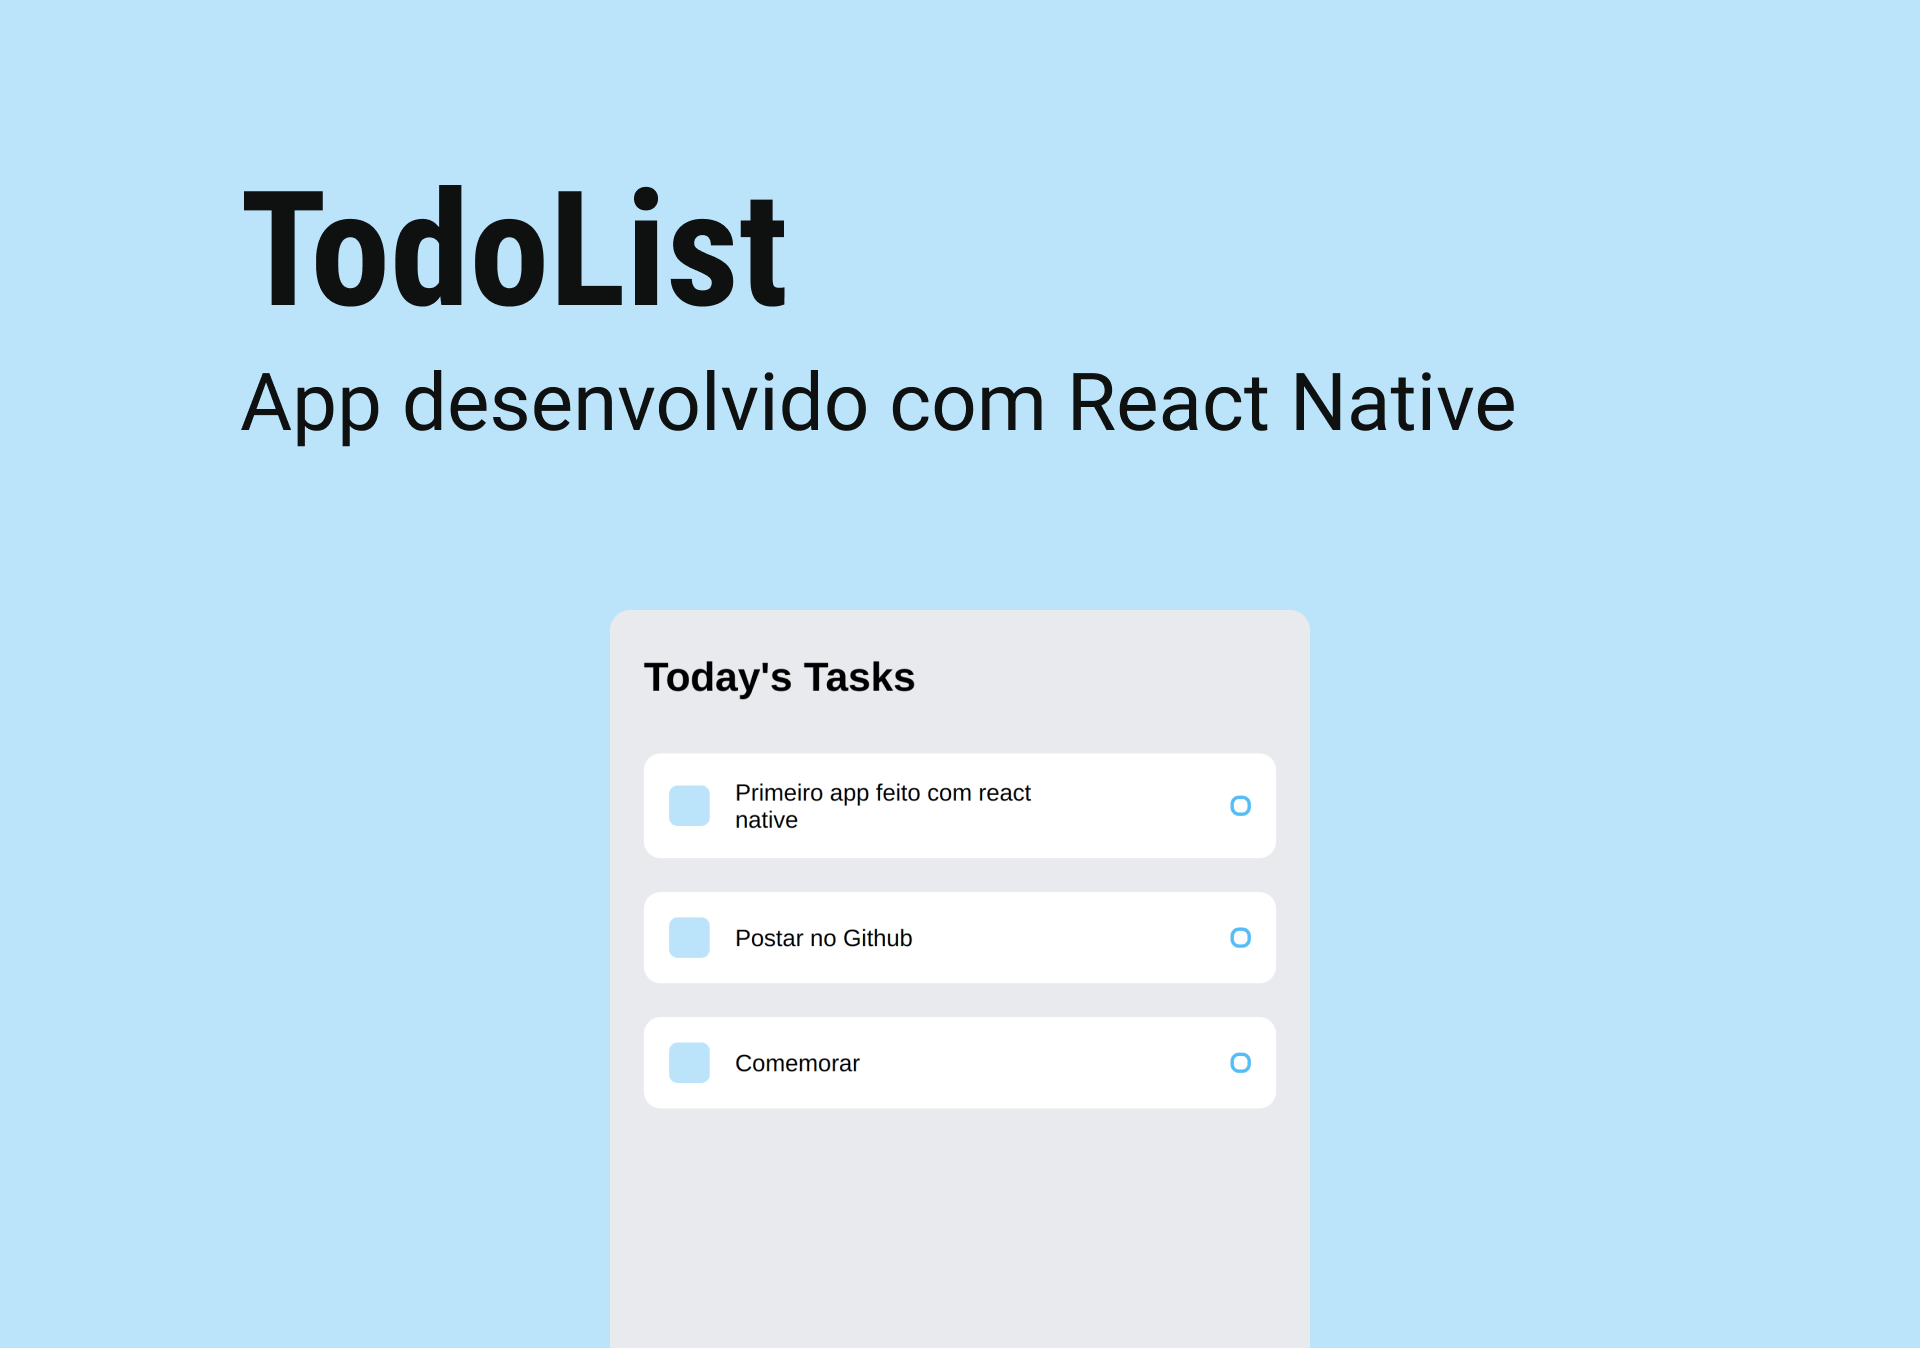 TodoList
App desenvolvido com React Native
Today's Tasks
Primeiro app feito com react
native
Postar no Github
Comemorar